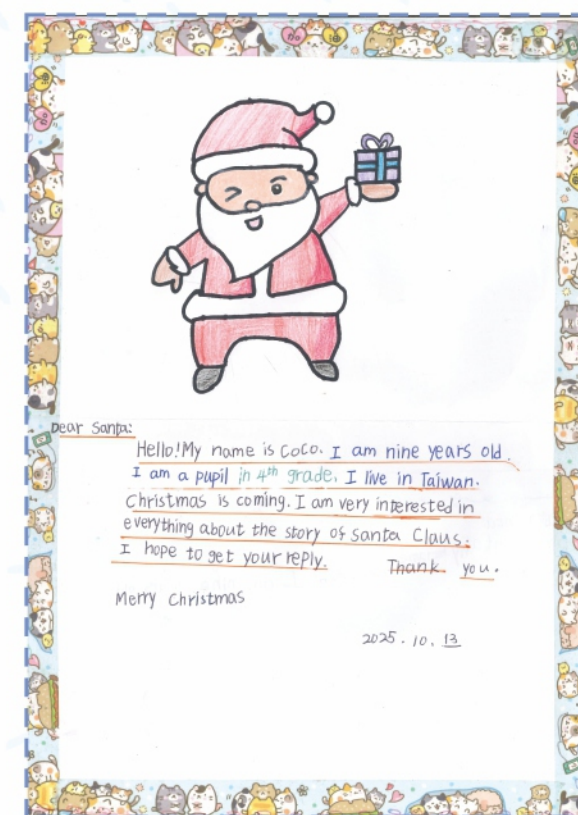 Dear Santa:
Hello! My name is CoCo. I am nine years old.
I am a pupil in 4th grade. I live in Taiwan.
Christmas is coming. I am very interested in
everything about the story of Santa Claus.
I hope to get your reply. Thank you.
Merry Christmas
2025.10.13